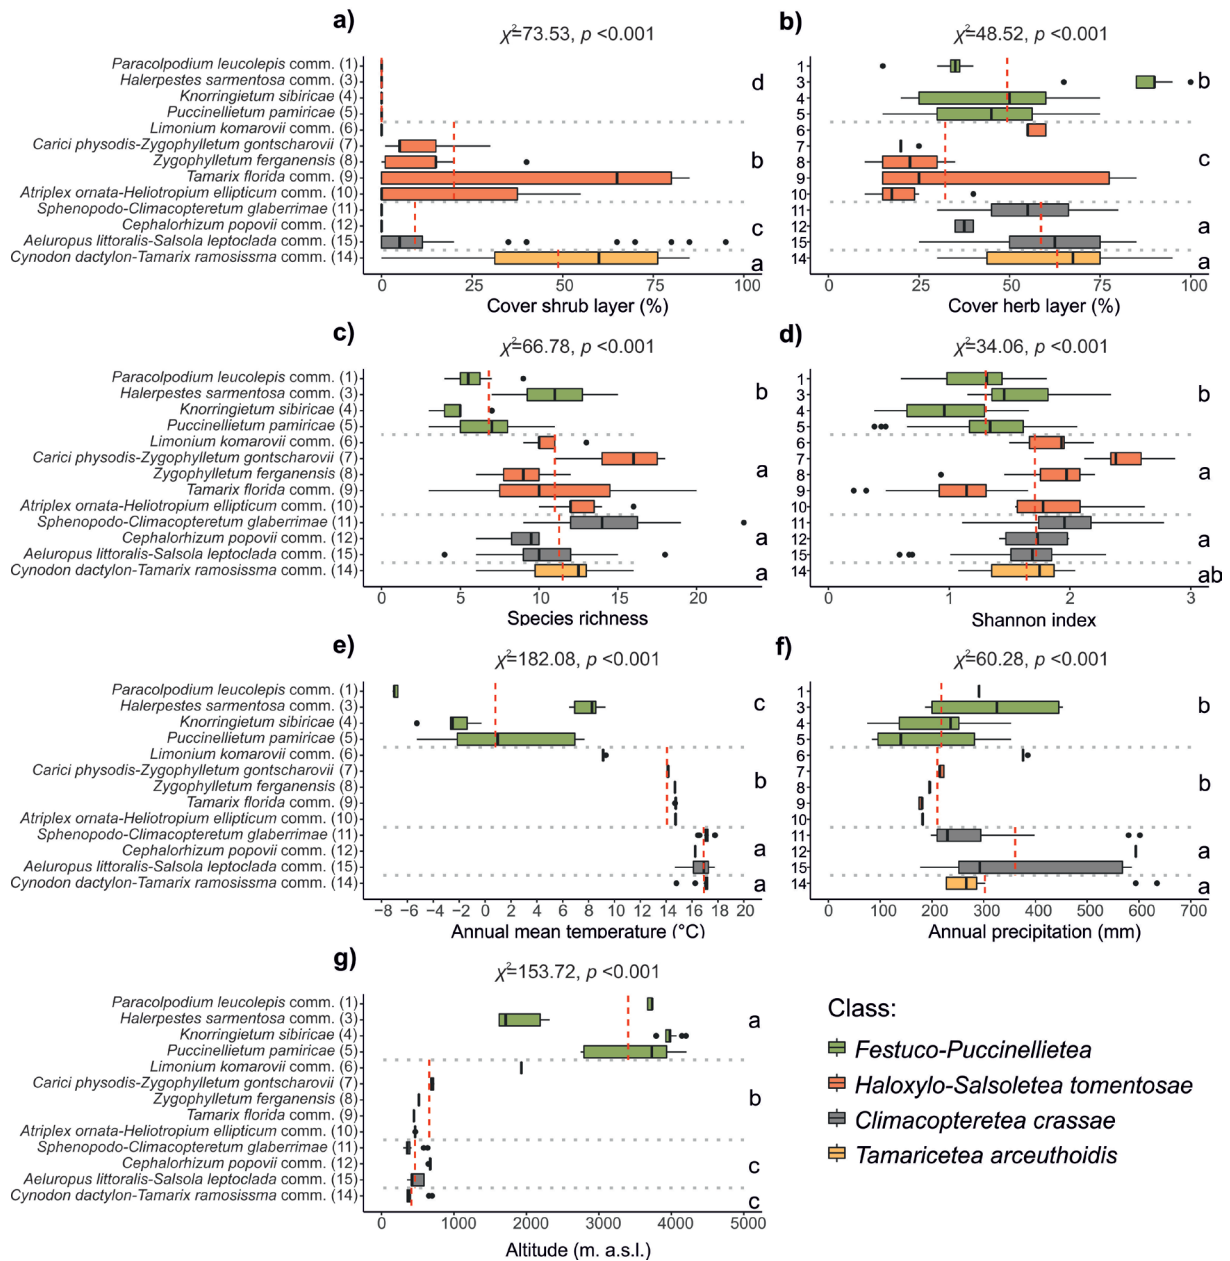 a)
χ²=73.53, p <0.001
Paracolpodium leucolepis comm. (1)
Halerpestes sarmentosa comm. (3)
Knorringietum sibiricae (4)
Puccinellietum pamiricae (5)
Limonium komarovii comm. (6)
Carici physodis-Zygophylletum gontscharovii (7)
Zygophylletum ferganensis (8)
Tamarix florida comm. (9)
Atriplex ornata-Heliotropium ellipticum comm. (10)
Sphenopodo-Climacopteretum glaberrimae (11)
Cephalorhizum popovii comm. (12)
Aeluropus littoralis-Salsola leptoclada comm. (15)
Cynodon dactylon-Tamarix ramosissma comm. (14)
d
b
c
a
0 25 50 75 100
Cover shrub layer (%)
b)
χ²=48.52, p <0.001
1
3
4
5
6
7
8
9
10
11
12
15
14
b
c
a
a
0 25 50 75 100
Cover herb layer (%)
c)
χ²=66.78, p <0.001
Paracolpodium leucolepis comm. (1)
Halerpestes sarmentosa comm. (3)
Knorringietum sibiricae (4)
Puccinellietum pamiricae (5)
Limonium komarovii comm. (6)
Carici physodis-Zygophylletum gontscharovii (7)
Zygophylletum ferganensis (8)
Tamarix florida comm. (9)
Atriplex ornata-Heliotropium ellipticum comm. (10)
Sphenopodo-Climacopteretum glaberrimae (11)
Cephalorhizum popovii comm. (12)
Aeluropus littoralis-Salsola leptoclada comm. (15)
Cynodon dactylon-Tamarix ramosissma comm. (14)
b
a
a
a
0 5 10 15 20
Species richness
d)
χ²=34.06, p <0.001
1
3
4
5
6
7
8
9
10
11
12
15
14
b
a
a
ab
0 1 2 3
Shannon index
e)
χ²=182.08, p <0.001
Paracolpodium leucolepis comm. (1)
Halerpestes sarmentosa comm. (3)
Knorringietum sibiricae (4)
Puccinellietum pamiricae (5)
Limonium komarovii comm. (6)
Carici physodis-Zygophylletum gontscharovii (7)
Zygophylletum ferganensis (8)
Tamarix florida comm. (9)
Atriplex ornata-Heliotropium ellipticum comm. (10)
Sphenopodo-Climacopteretum glaberrimae (11)
Cephalorhizum popovii comm. (12)
Aeluropus littoralis-Salsola leptoclada comm. (15)
Cynodon dactylon-Tamarix ramosissma comm. (14)
c
b
a
a
−8 −6 −4 −2 0 2 4 6 8 10 12 14 16 18 20
Annual mean temperature (°C)
f)
χ²=60.28, p <0.001
1
3
4
5
6
7
8
9
10
11
12
15
14
b
b
a
a
0 100 200 300 400 500 600 700
Annual precipitation (mm)
g)
χ²=153.72, p <0.001
Paracolpodium leucolepis comm. (1)
Halerpestes sarmentosa comm. (3)
Knorringietum sibiricae (4)
Puccinellietum pamiricae (5)
Limonium komarovii comm. (6)
Carici physodis-Zygophylletum gontscharovii (7)
Zygophylletum ferganensis (8)
Tamarix florida comm. (9)
Atriplex ornata-Heliotropium ellipticum comm. (10)
Sphenopodo-Climacopteretum glaberrimae (11)
Cephalorhizum popovii comm. (12)
Aeluropus littoralis-Salsola leptoclada comm. (15)
Cynodon dactylon-Tamarix ramosissma comm. (14)
a
b
c
c
0 1000 2000 3000 4000 5000
Altitude (m. a.s.l.)
Class:
Festuco-Puccinellietea
Haloxylo-Salsoletea tomentosae
Climacopteretea crassae
Tamaricetea arceuthoidis